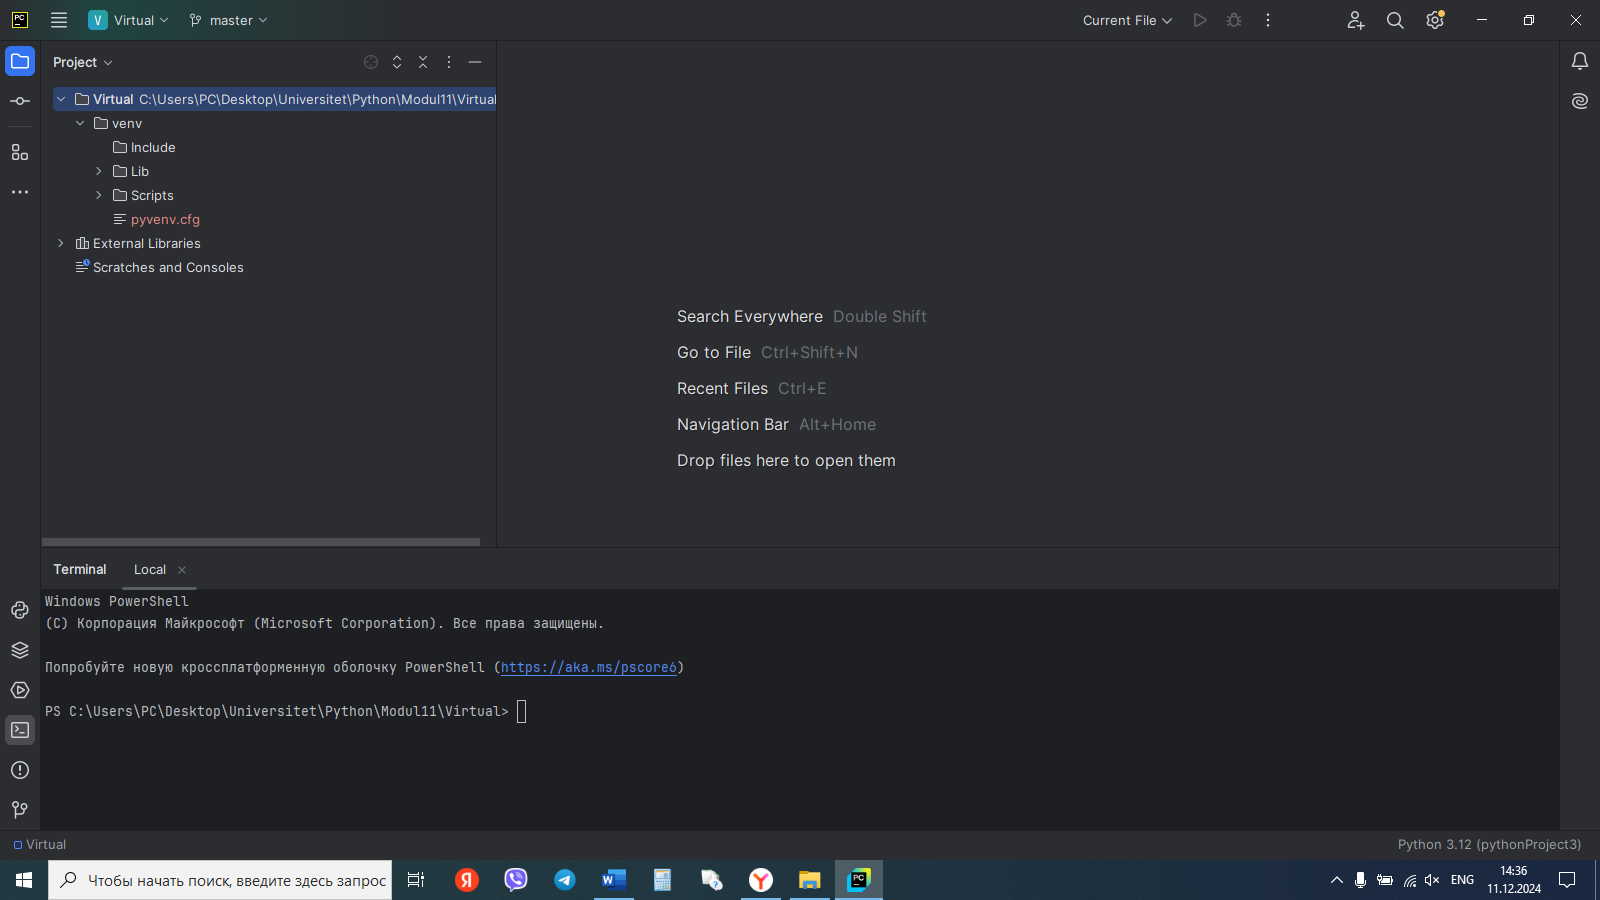 PC
V Virtual master Current File
Project
Virtual C:\Users\PC\Desktop\Universitet\Python\Modul11\Virtual
venv
Include
Lib
Scripts
pyvenv.cfg
External Libraries
Scratches and Consoles
Search Everywhere Double Shift
Go to File Ctrl+Shift+N
Recent Files Ctrl+E
Navigation Bar Alt+Home
Drop files here to open them
Terminal Local
Windows PowerShell
(C) Корпорация Майкрософт (Microsoft Corporation). Все права защищены.
Попробуйте новую кроссплатформенную оболочку PowerShell (https://aka.ms/pscore6)
PS C:\Users\PC\Desktop\Universitet\Python\Modul11\Virtual>
Virtual Python 3.12 (pythonProject3)
Чтобы начать поиск, введите здесь запрос
Я
W
Y
PC
ENG
14:36
11.12.2024